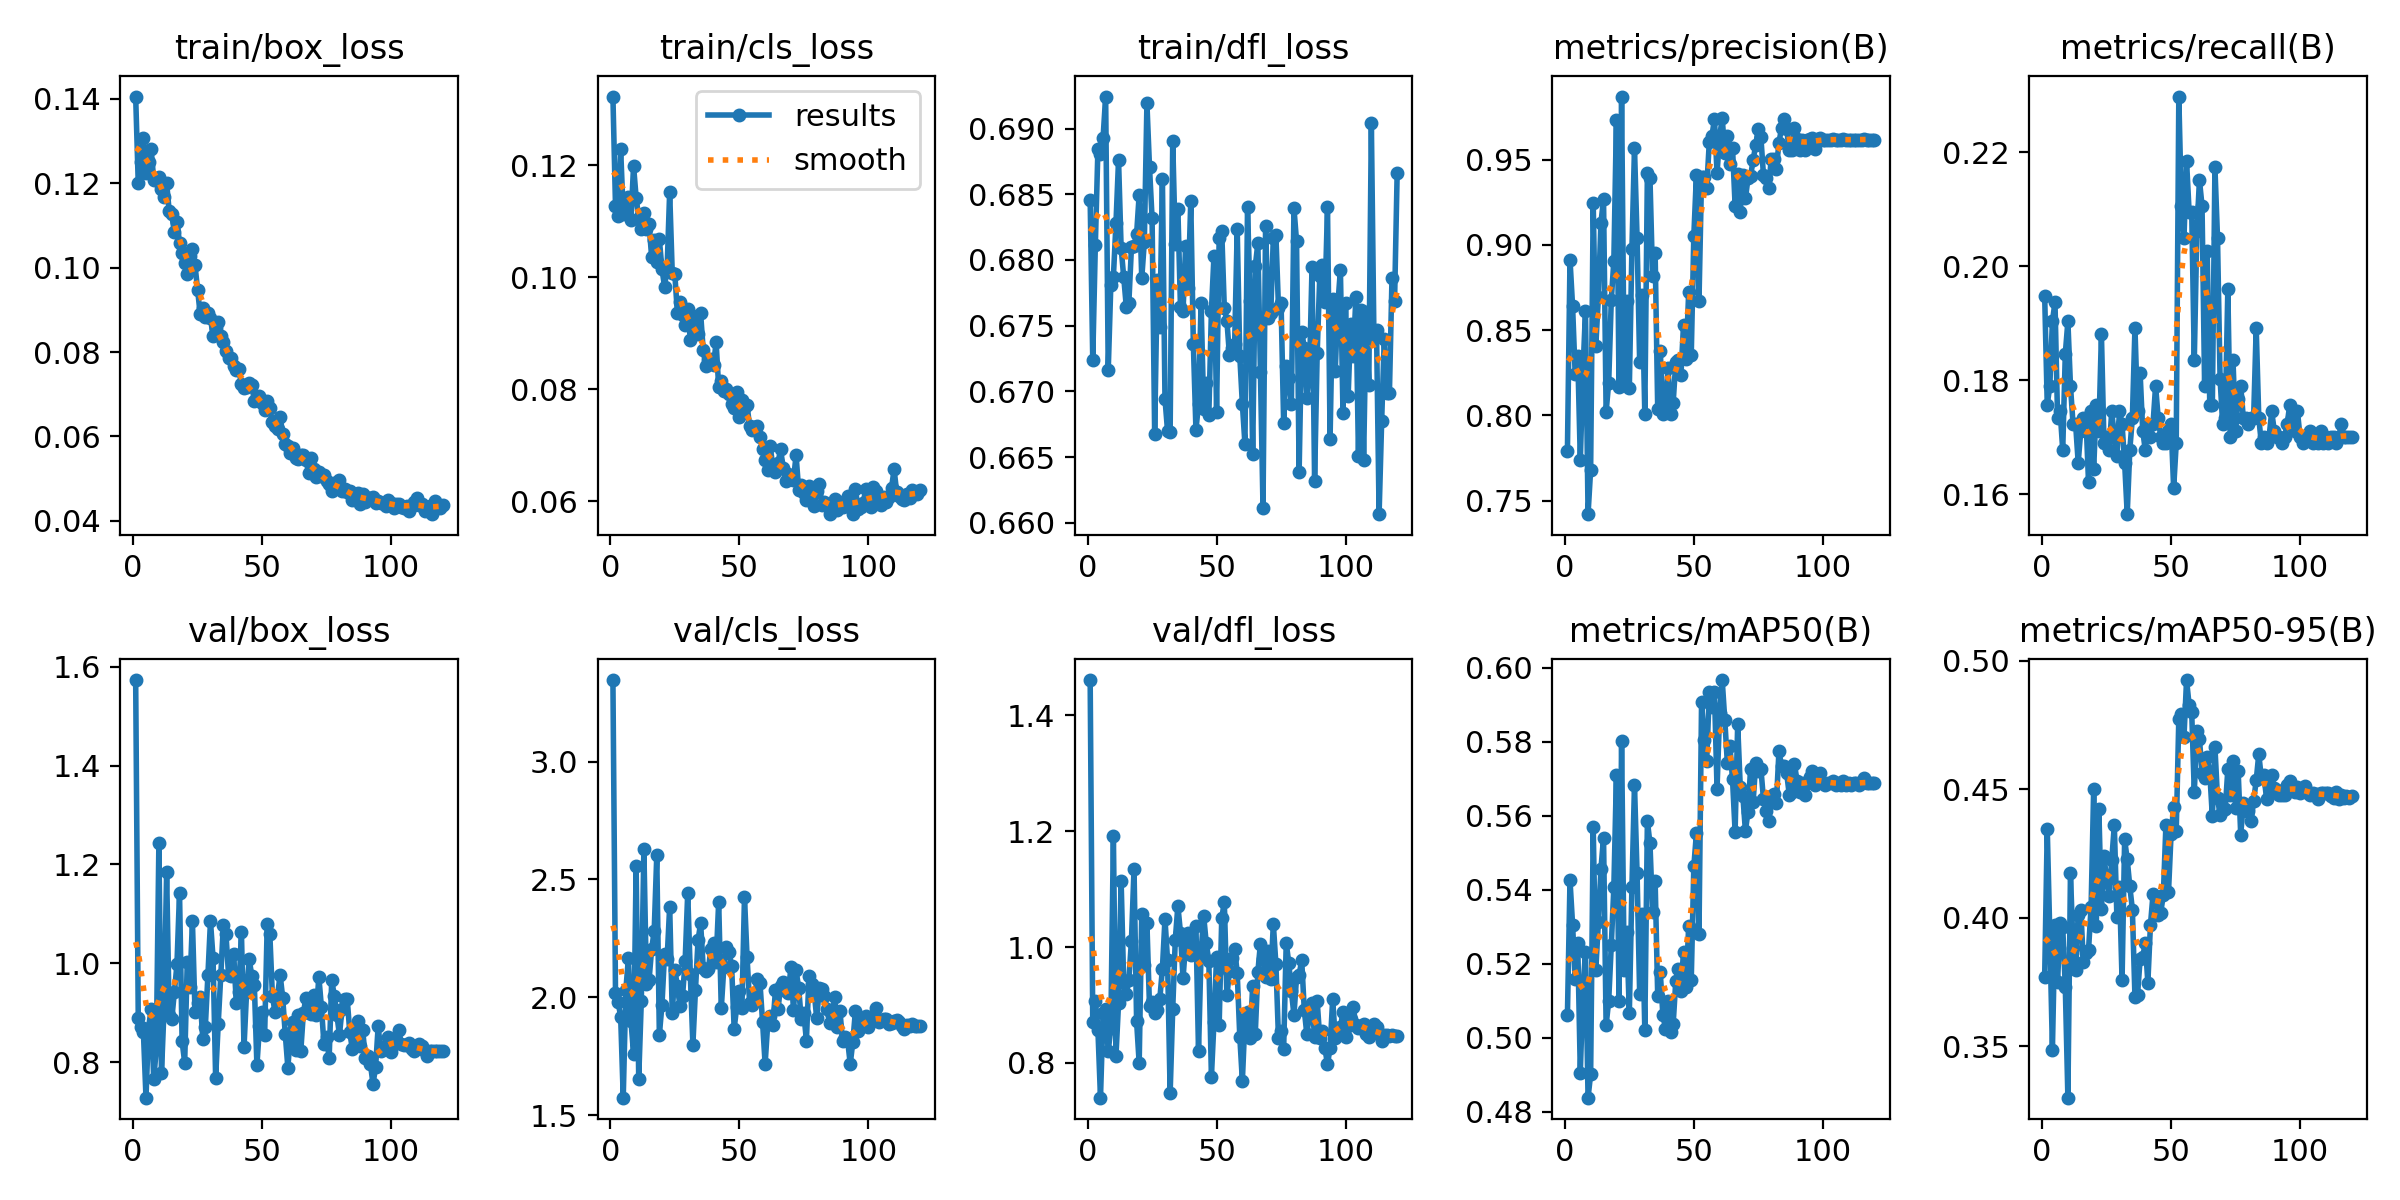 train/box_loss
0.14
0.12
0.10
0.08
0.06
0.04
0 50 100
train/cls_loss
results
smooth
0.12
0.10
0.08
0.06
0 50 100
train/dfl_loss
0.690
0.685
0.680
0.675
0.670
0.665
0.660
0 50 100
metrics/precision(B)
0.95
0.90
0.85
0.80
0.75
0 50 100
metrics/recall(B)
0.22
0.20
0.18
0.16
0 50 100
val/box_loss
1.6
1.4
1.2
1.0
0.8
0 50 100
val/cls_loss
3.0
2.5
2.0
1.5
0 50 100
val/dfl_loss
1.4
1.2
1.0
0.8
0 50 100
metrics/mAP50(B)
0.60
0.58
0.56
0.54
0.52
0.50
0.48
0 50 100
metrics/mAP50-95(B)
0.50
0.45
0.40
0.35
0 50 100